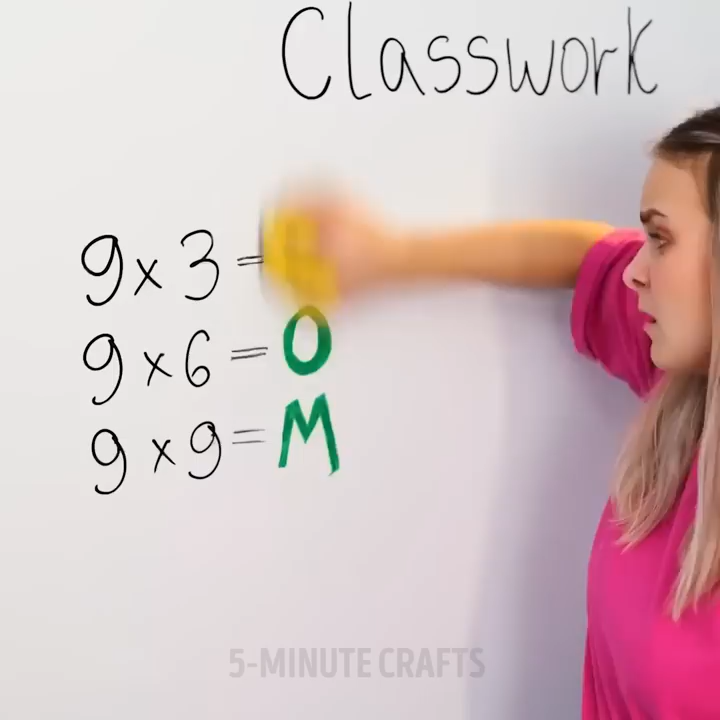 Classwork
9 x 3 =
9 x 6 = O
9 x 9 = M
5-MINUTE CRAFTS